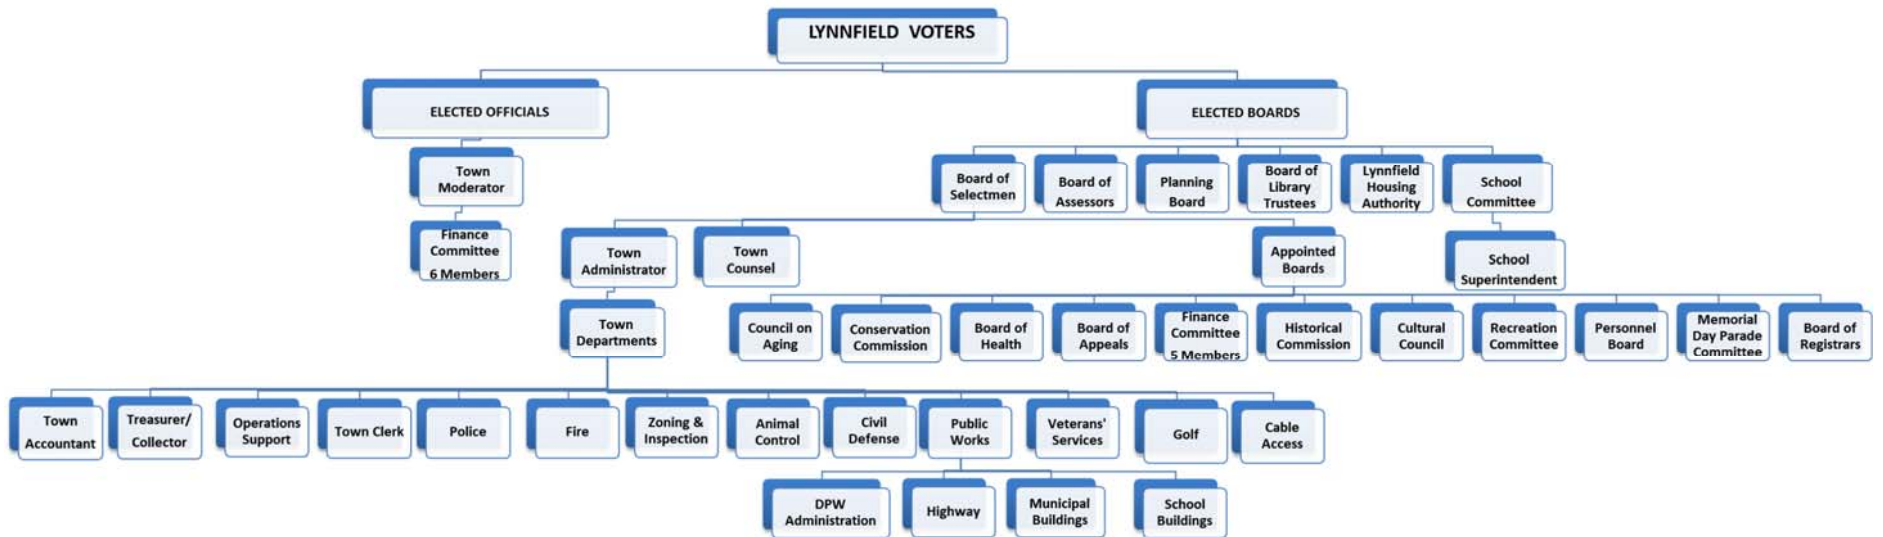 LYNNFIELD VOTERS
ELECTED OFFICIALS
ELECTED BOARDS
Town
Moderator
Board of
Selectmen
Board of
Assessors
Planning
Board
Board of
Library
Trustees
Lynnfield
Housing
Authority
School
Committee
Finance
Committee
6 Members
Town
Administrator
Town
Counsel
Appointed
Boards
School
Superintendent
Town
Departments
Council on
Aging
Conservation
Commission
Board of
Health
Board of
Appeals
Finance
Committee
5 Members
Historical
Commission
Cultural
Council
Recreation
Committee
Personnel
Board
Memorial
Day Parade
Committee
Board of
Registrars
Town
Accountant
Treasurer/
Collector
Operations
Support
Town Clerk
Police
Fire
Zoning &
Inspection
Animal
Control
Civil
Defense
Public
Works
Veterans'
Services
Golf
Cable
Access
DPW
Administration
Highway
Municipal
Buildings
School
Buildings